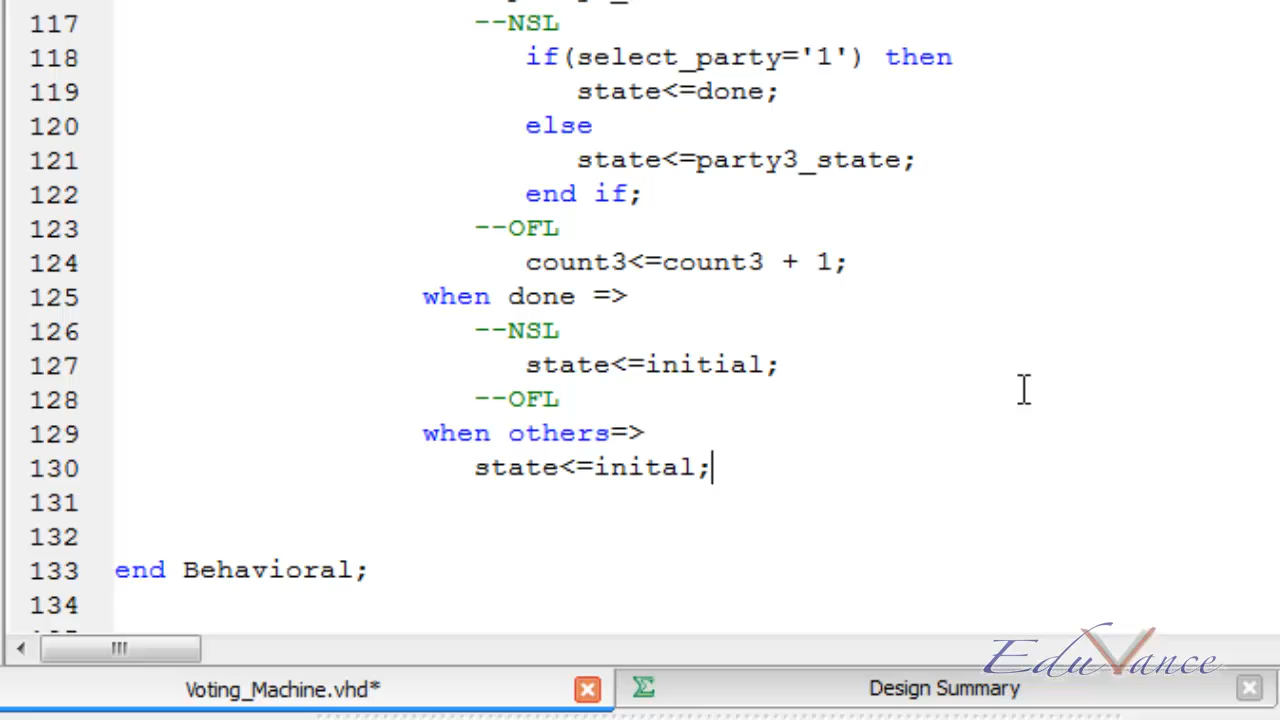 117 --NSL
118 if(select_party='1') then
119 state<=done;
120 else
121 state<=party3_state;
122 end if;
123 --OFL
124 count3<=count3 + 1;
125 when done =>
126 --NSL
127 state<=initial;
128 --OFL
129 when others=>
130 state<=inital;
131
132
133 end Behavioral;
134
EduVance
Voting_Machine.vhd*
Design Summary